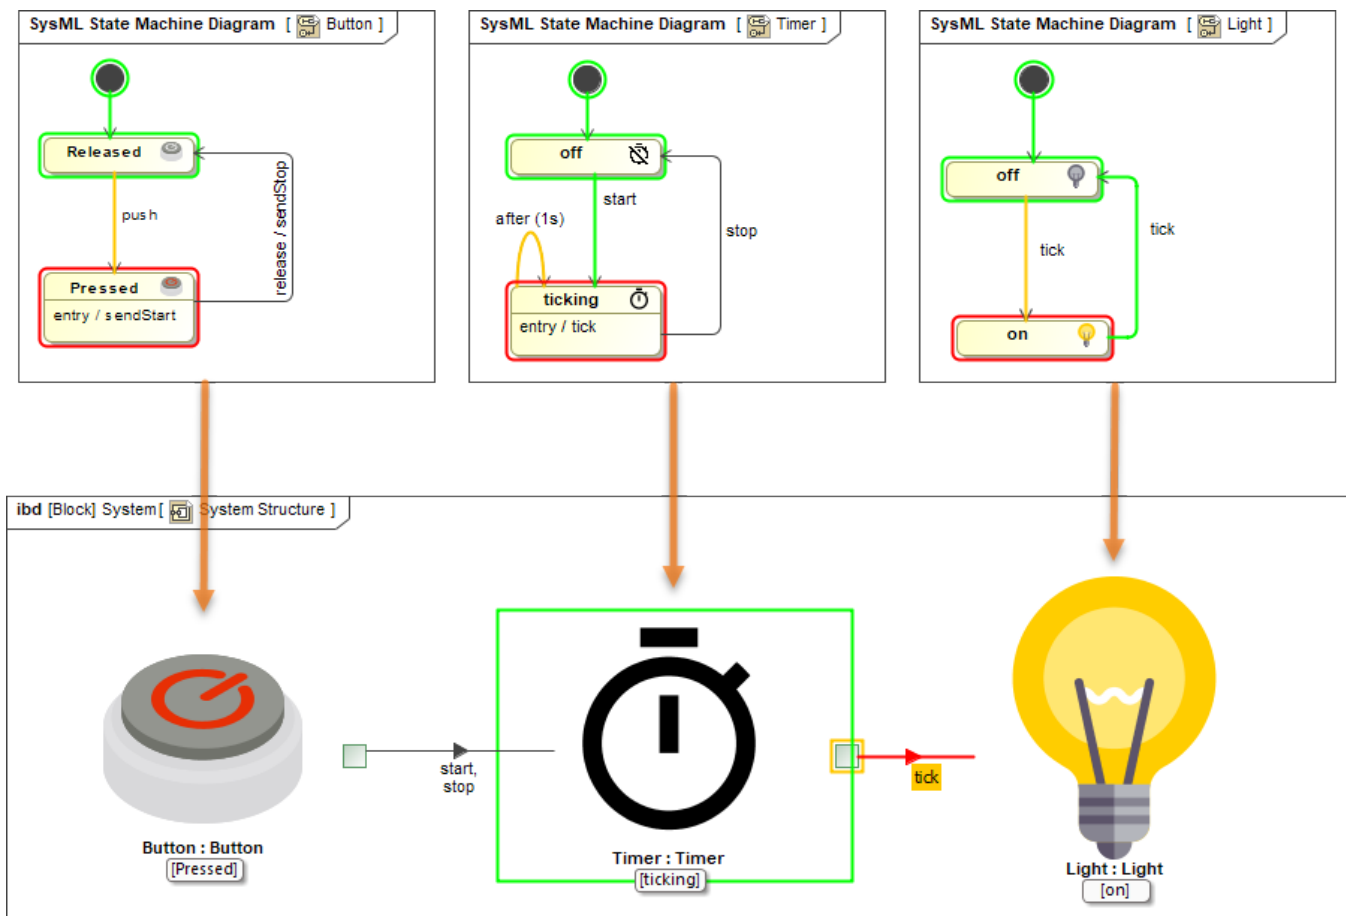 SysML State Machine Diagram [ Button ]
Released
push
release / sendStop
Pressed
entry / sendStart
SysML State Machine Diagram [ Timer ]
off
start
after (1s)
stop
ticking
entry / tick
SysML State Machine Diagram [ Light ]
off
tick
tick
on
ibd [Block] System[ System Structure ]
start,
stop
tick
Button : Button
[Pressed]
Timer : Timer
[ticking]
Light : Light
[on]